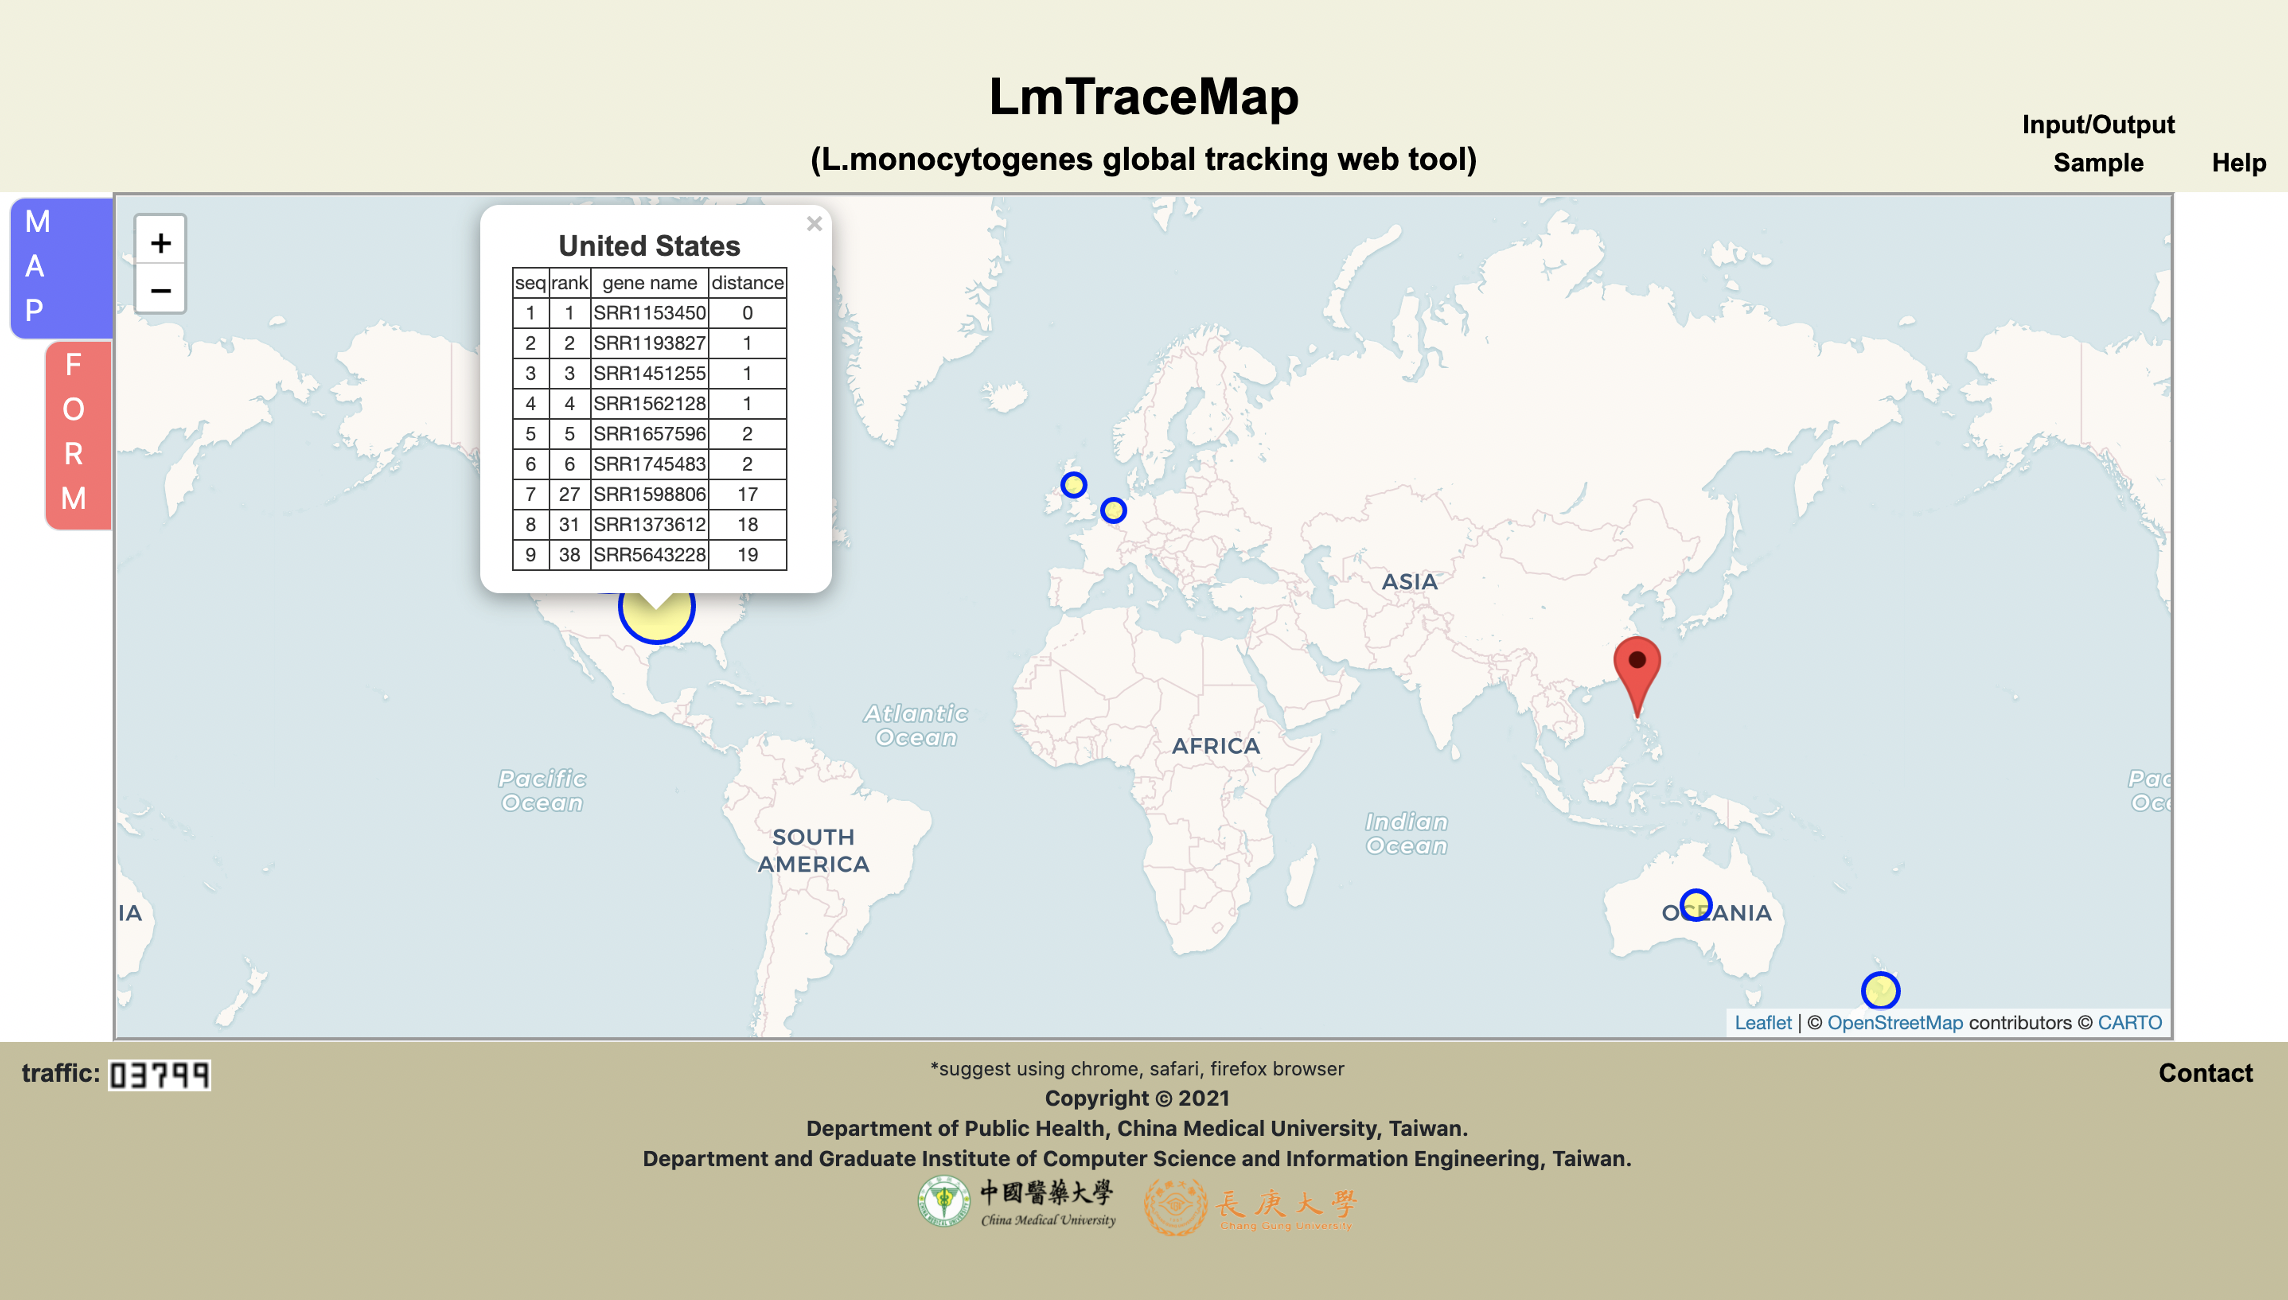 LmTraceMap
(L.monocytogenes global tracking web tool)
Input/Output
Sample
Help
M
A
P
F
O
R
M
+
−
×
United States
seq rank gene name distance
1 1 SRR1153450 0
2 2 SRR1193827 1
3 3 SRR1451255 1
4 4 SRR1562128 1
5 5 SRR1657596 2
6 6 SRR1745483 2
7 27 SRR1598806 17
8 31 SRR1373612 18
9 38 SRR5643228 19
ASIA
Atlantic
Ocean
AFRICA
Pacific
Ocean
Pac
Oce
SOUTH
AMERICA
Indian
Ocean
IA
OCEANIA
Leaflet | © OpenStreetMap contributors © CARTO
traffic: 03799
*suggest using chrome, safari, firefox browser
Contact
Copyright © 2021
Department of Public Health, China Medical University, Taiwan.
Department and Graduate Institute of Computer Science and Information Engineering, Taiwan.
中國醫藥大學
China Medical University
長庚大學
Chang Gung University